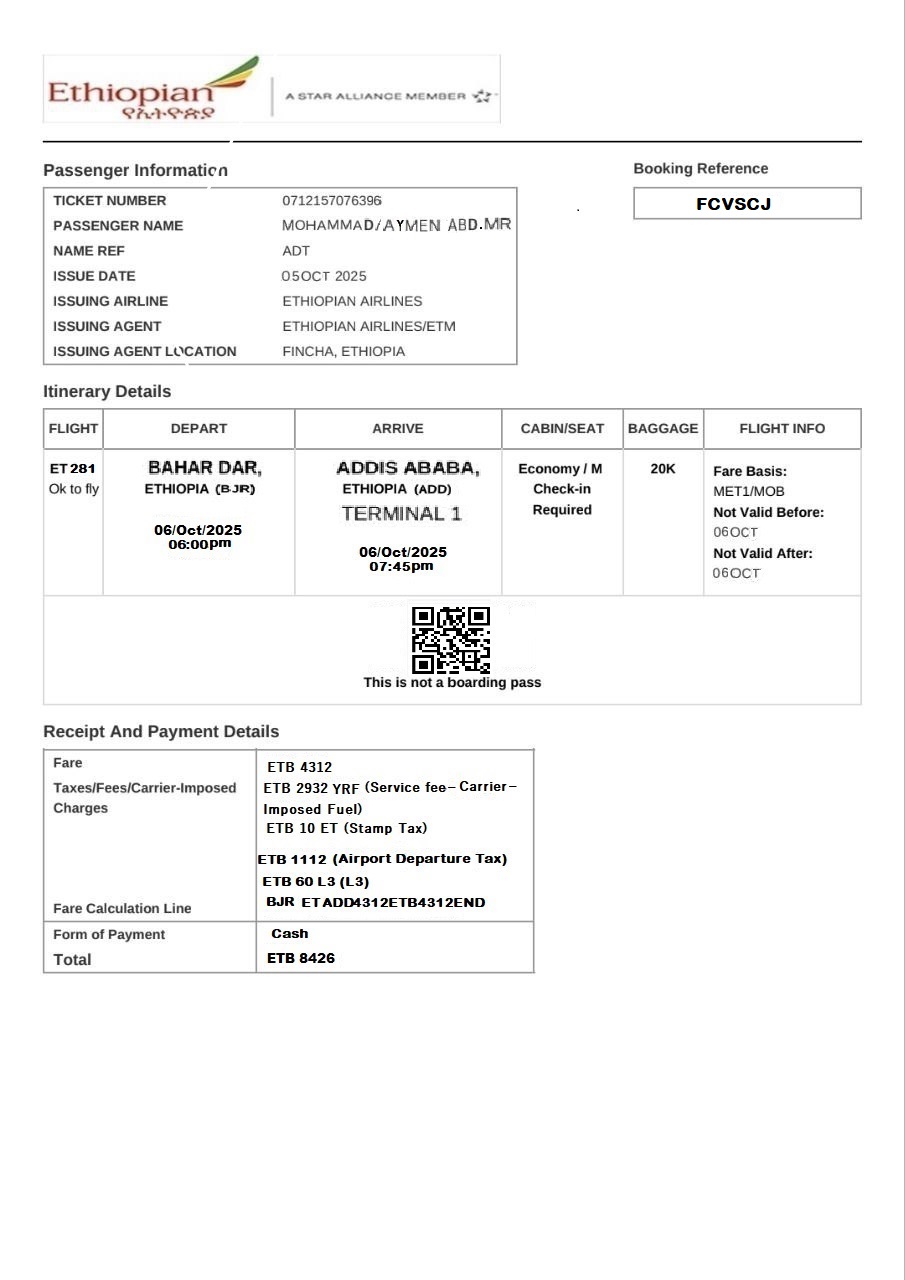 Ethiopian
የኢትዮጵያ
A STAR ALLIANCE MEMBER
Passenger Information
Booking Reference
TICKET NUMBER 0712157076396
FCVSCJ
PASSENGER NAME MOHAMMAD/AYMEN ABD.MR
NAME REF ADT
ISSUE DATE 05OCT 2025
ISSUING AIRLINE ETHIOPIAN AIRLINES
ISSUING AGENT ETHIOPIAN AIRLINES/ETM
ISSUING AGENT LOCATION FINCHA, ETHIOPIA
Itinerary Details
FLIGHT DEPART ARRIVE CABIN/SEAT BAGGAGE FLIGHT INFO
ET 281
Ok to fly
BAHAR DAR,
ETHIOPIA (BJR)
06/Oct/2025
06:00pm
ADDIS ABABA,
ETHIOPIA (ADD)
TERMINAL 1
06/Oct/2025
07:45pm
Economy / M
Check-in
Required
20K
Fare Basis:
MET1/MOB
Not Valid Before:
06OCT
Not Valid After:
06OCT
This is not a boarding pass
Receipt And Payment Details
Fare ETB 4312
Taxes/Fees/Carrier-Imposed
Charges
ETB 2932 YRF (Service fee-Carrier-
Imposed Fuel)
ETB 10 ET (Stamp Tax)
ETB 1112 (Airport Departure Tax)
ETB 60 L3 (L3)
Fare Calculation Line BJR ETADD4312ETB4312END
Form of Payment Cash
Total ETB 8426